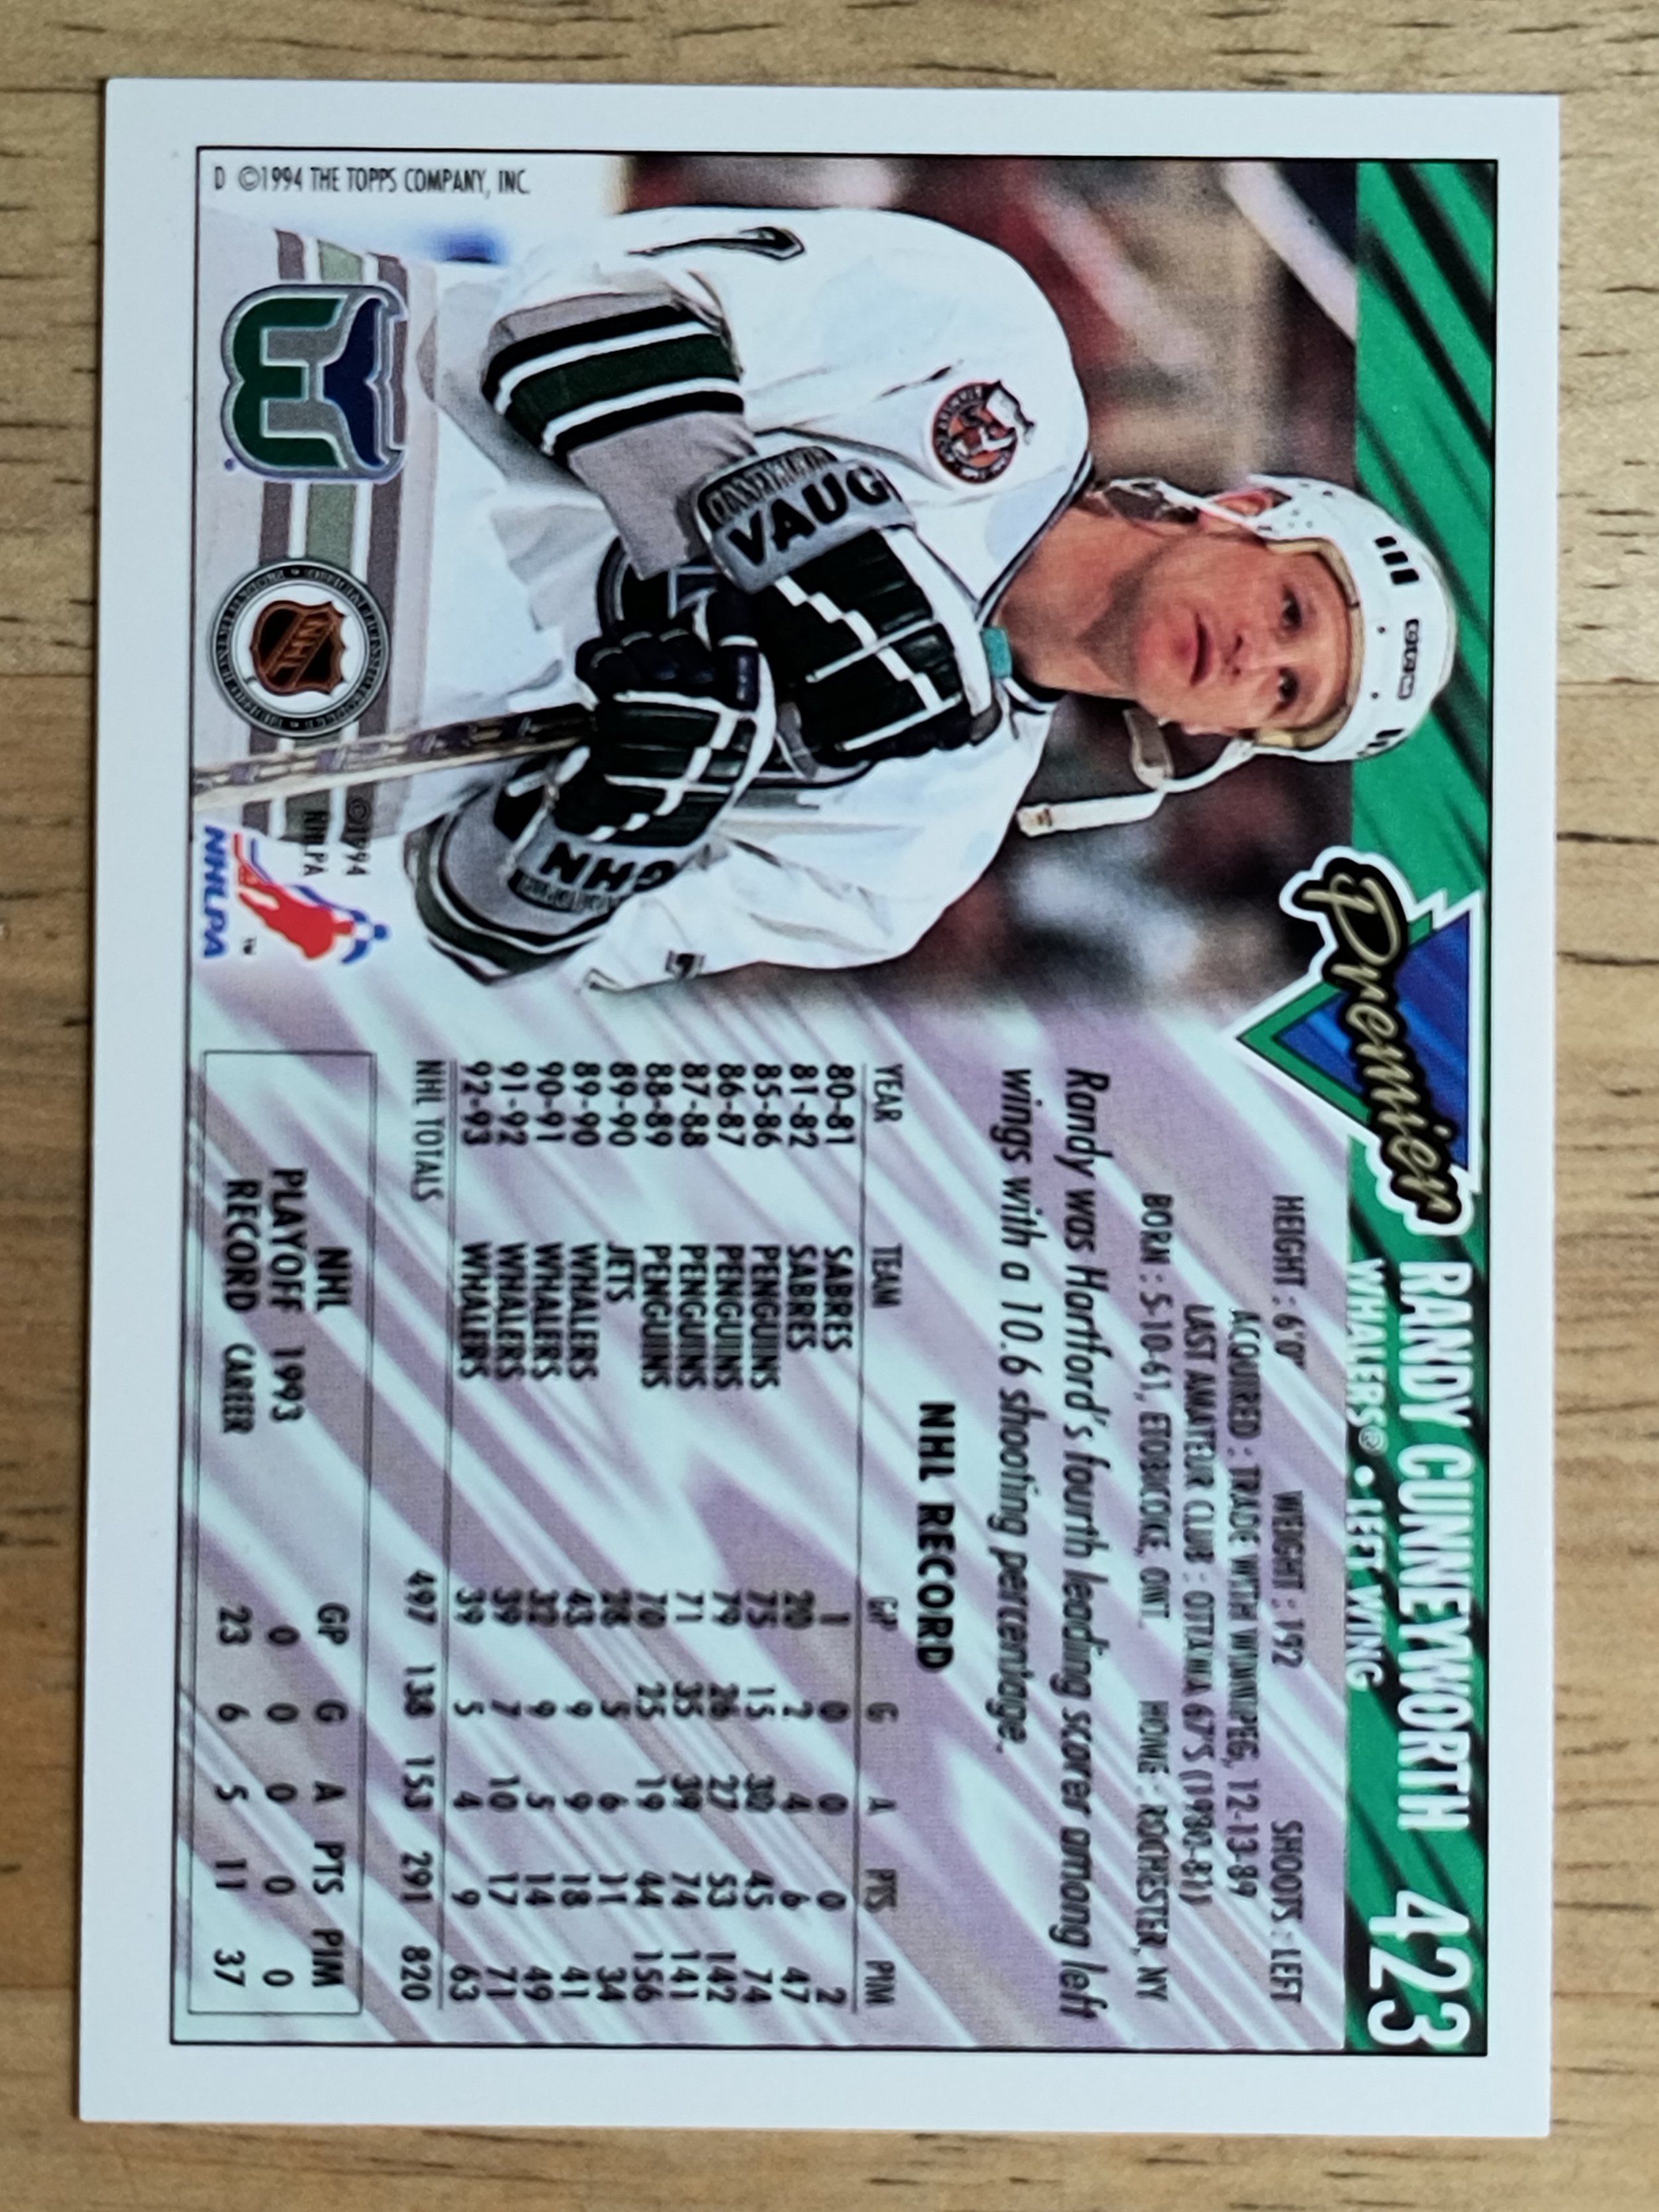 Premier
RANDY CUNNEYWORTH 423
WHALERS® • LEFT WING
HEIGHT : 6'0" WEIGHT : 192 SHOOTS : LEFT
ACQUIRED : TRADE WITH WINNIPEG, 12-13-89
LAST AMATEUR CLUB : OTTAWA 67'S (1980-81)
BORN : 5-10-61, ETOBICOKE, ONT. HOME : ROCHESTER, NY
Randy was Hartford's fourth leading scorer among left
wings with a 10.6 shooting percentage.
NHL RECORD
YEAR TEAM GP G A PTS PIM
80-81 SABRES 1 0 0 0 2
81-82 SABRES 20 2 4 6 47
85-86 PENGUINS 75 15 30 45 74
86-87 PENGUINS 79 26 27 53 142
87-88 PENGUINS 71 35 39 74 141
88-89 PENGUINS 70 25 19 44 156
89-90 JETS 28 5 6 11 34
89-90 WHALERS 43 9 9 18 41
90-91 WHALERS 32 9 5 14 49
91-92 WHALERS 39 7 10 17 71
92-93 WHALERS 39 5 4 9 63
NHL TOTALS 497 138 153 291 820
NHL GP G A PTS PIM
PLAYOFF 1993 0 0 0 0 0
RECORD CAREER 23 6 5 11 37
VAUG
NHL
©1994
NHLPA
NHLPA
TM
D ©1994 THE TOPPS COMPANY, INC.